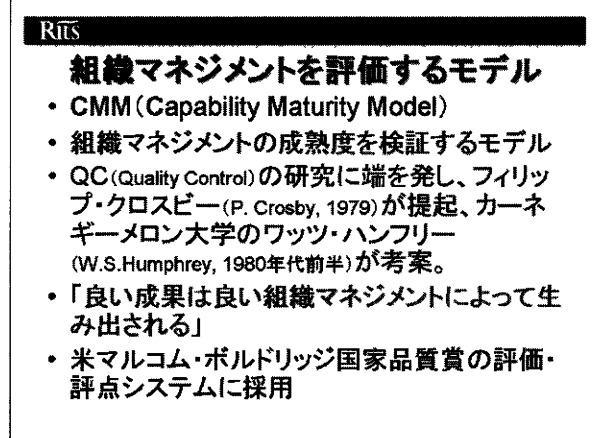 Rits
組織マネジメントを評価するモデル
• CMM(Capability Maturity Model)
• 組織マネジメントの成熟度を検証するモデル
• QC(Quality Control)の研究に端を発し、フィリッ
プ・クロスビー(P. Crosby, 1979)が提起、カーネ
ギーメロン大学のワッツ・ハンフリー
(W.S.Humphrey, 1980年代前半)が考案。
• 「良い成果は良い組織マネジメントによって生
み出される」
• 米マルコム・ボルドリッジ国家品質賞の評価・
評点システムに採用